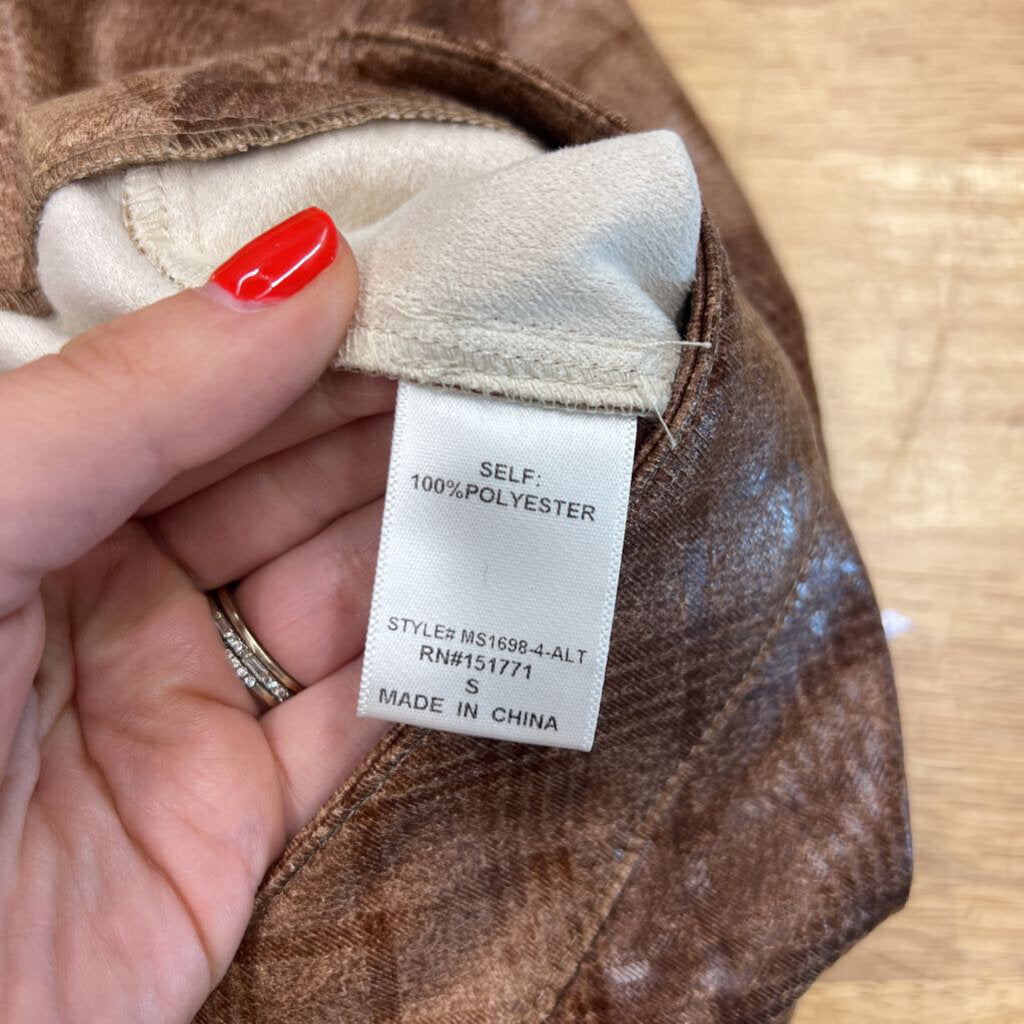 SELF:
100%POLYESTER
STYLE# MS1698-4-ALT
RN#151771
S
MADE IN CHINA